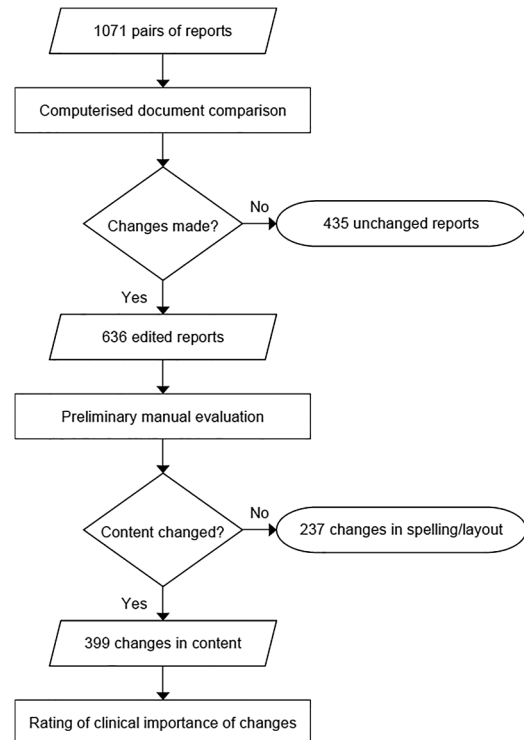 1071 pairs of reports
Computerised document comparison
Changes made?
No
435 unchanged reports
Yes
636 edited reports
Preliminary manual evaluation
Content changed?
No
237 changes in spelling/layout
Yes
399 changes in content
Rating of clinical importance of changes